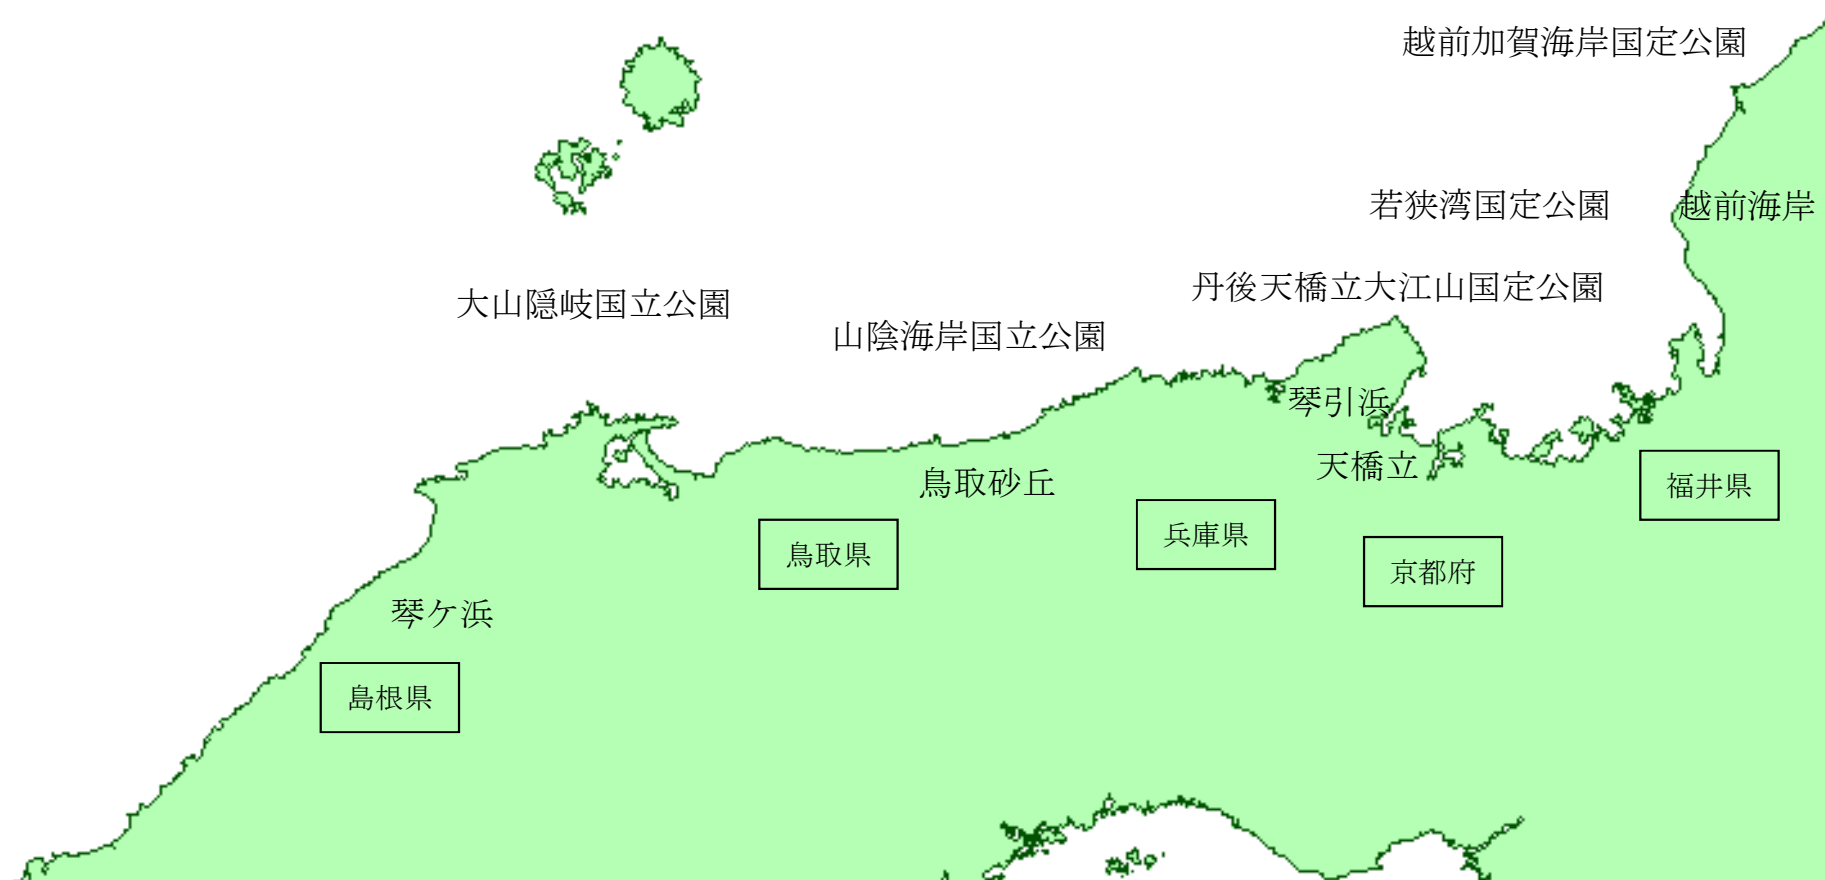 越前加賀海岸国定公園
若狭湾国定公園
越前海岸
丹後天橋立大江山国定公園
大山隠岐国立公園
山陰海岸国立公園
琴引浜
天橋立
鳥取砂丘
福井県
兵庫県
鳥取県
京都府
琴ケ浜
島根県